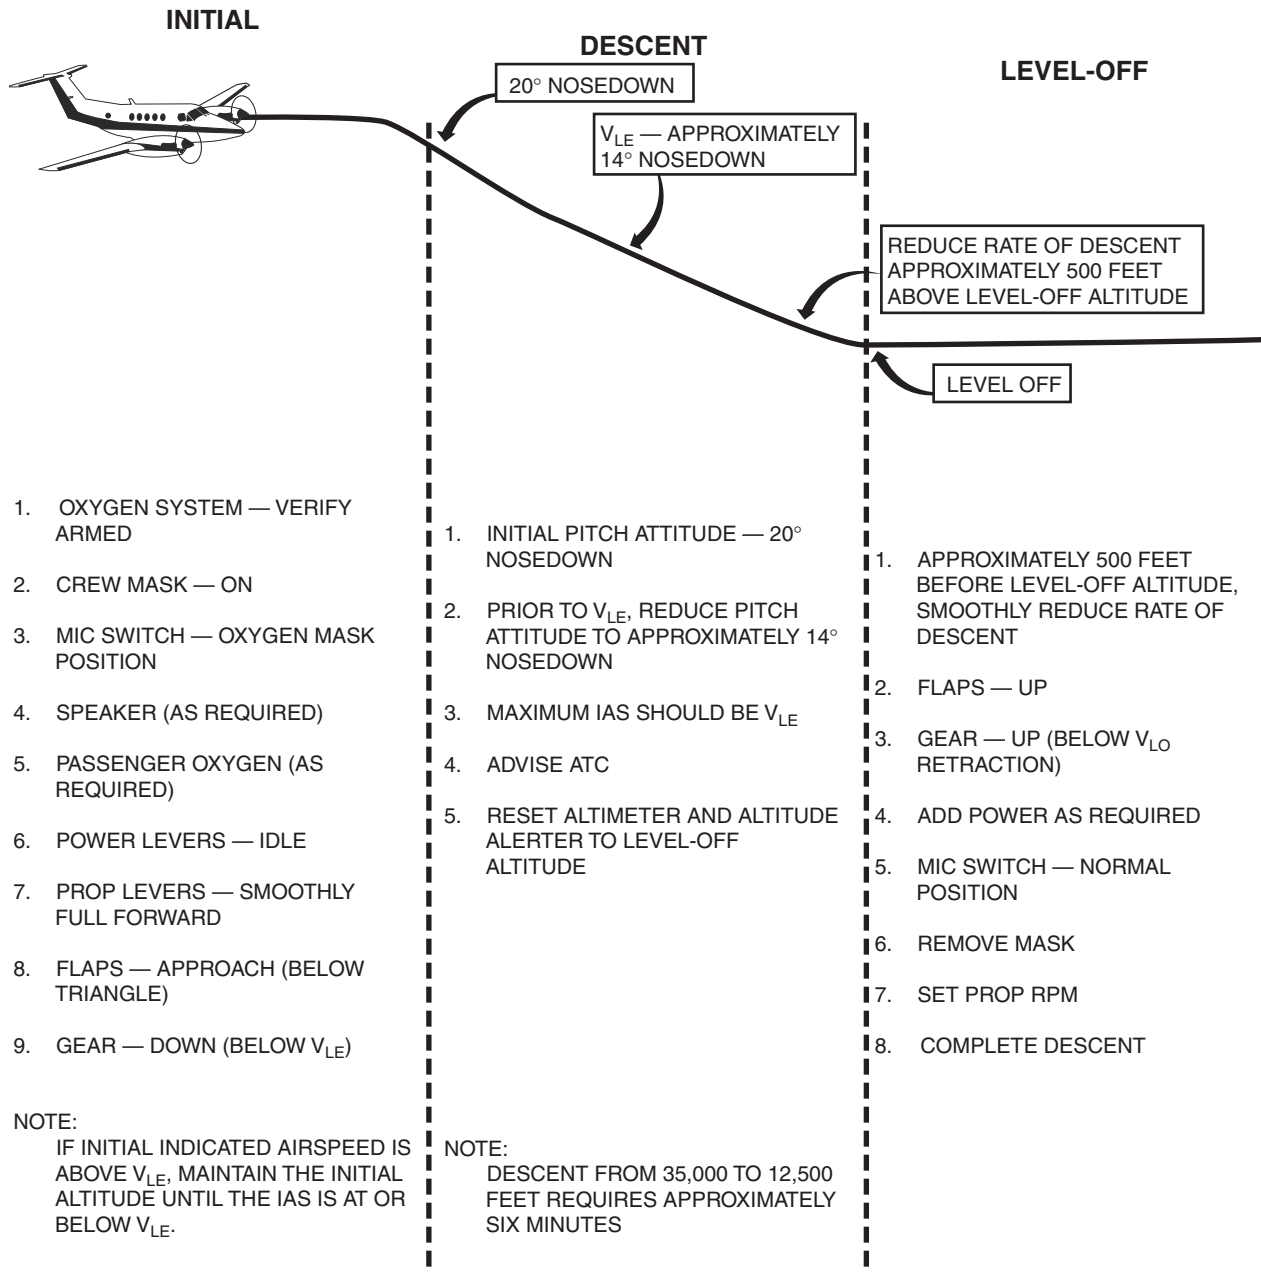 INITIAL
DESCENT
LEVEL-OFF
20° NOSEDOWN
VLE — APPROXIMATELY
14° NOSEDOWN
REDUCE RATE OF DESCENT
APPROXIMATELY 500 FEET
ABOVE LEVEL-OFF ALTITUDE
LEVEL OFF
1. OXYGEN SYSTEM — VERIFY
ARMED
2. CREW MASK — ON
3. MIC SWITCH — OXYGEN MASK
POSITION
4. SPEAKER (AS REQUIRED)
5. PASSENGER OXYGEN (AS
REQUIRED)
6. POWER LEVERS — IDLE
7. PROP LEVERS — SMOOTHLY
FULL FORWARD
8. FLAPS — APPROACH (BELOW
TRIANGLE)
9. GEAR — DOWN (BELOW VLE)
NOTE:
IF INITIAL INDICATED AIRSPEED IS
ABOVE VLE, MAINTAIN THE INITIAL
ALTITUDE UNTIL THE IAS IS AT OR
BELOW VLE.
1. INITIAL PITCH ATTITUDE — 20°
NOSEDOWN
2. PRIOR TO VLE, REDUCE PITCH
ATTITUDE TO APPROXIMATELY 14°
NOSEDOWN
3. MAXIMUM IAS SHOULD BE VLE
4. ADVISE ATC
5. RESET ALTIMETER AND ALTITUDE
ALERTER TO LEVEL-OFF
ALTITUDE
NOTE:
DESCENT FROM 35,000 TO 12,500
FEET REQUIRES APPROXIMATELY
SIX MINUTES
1. APPROXIMATELY 500 FEET
BEFORE LEVEL-OFF ALTITUDE,
SMOOTHLY REDUCE RATE OF
DESCENT
2. FLAPS — UP
3. GEAR — UP (BELOW VLO
RETRACTION)
4. ADD POWER AS REQUIRED
5. MIC SWITCH — NORMAL
POSITION
6. REMOVE MASK
7. SET PROP RPM
8. COMPLETE DESCENT